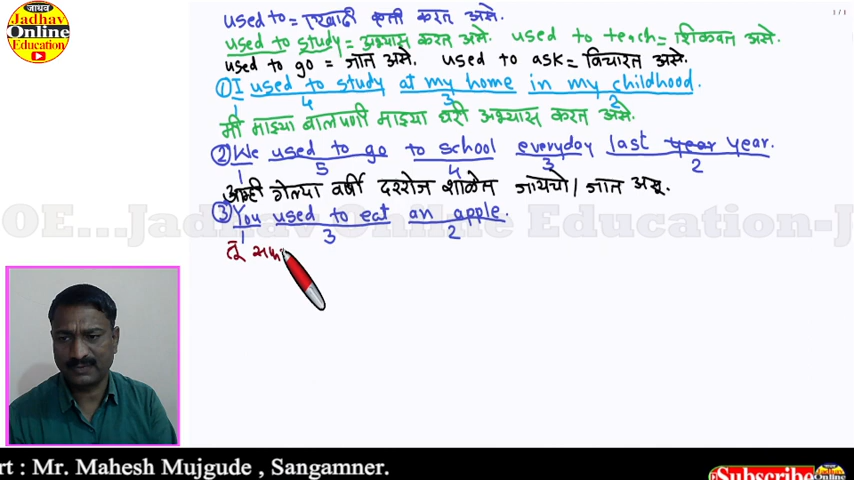 जाधव
Jadhav
Online
Education
1/1
used to = एखादी कृती करत असे.
used to study = अभ्यास करत असे. used to teach = शिकवत असे.
used to go = जात असे. used to ask = विचारत असे.
① I used to study at my home in my childhood.
1 4 3 2
मी माझ्या बालपणी माझ्या घरी अभ्यास करत असे.
② We used to go to school everyday last year year.
1 5 4 3 2
आम्ही गेल्या वर्षी दररोज शाळेत जायचो / जात असू.
OE...Jadhav Online Education-J
③ You used to eat an apple.
1 3 2
तू सफ
rt : Mr. Mahesh Mujgude , Sangamner.
Subscribe